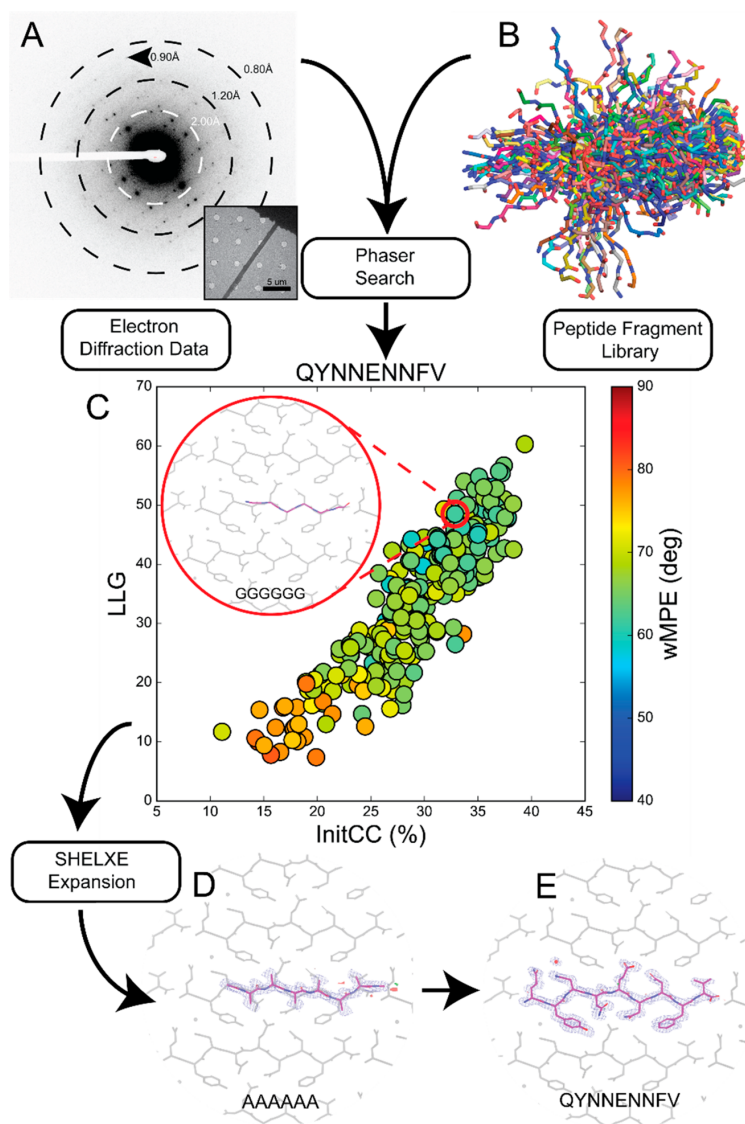 A
0.90Å
0.80Å
1.20Å
2.00Å
5 um
Electron
Diffraction Data
B
Phaser
Search
Peptide Fragment
Library
QYNNENNFV
C
70
60
50
40
30
20
10
0
LLG
5
10
15
20
25
30
35
40
45
InitCC (%)
GGGGGG
90
80
70
60
50
40
wMPE (deg)
SHELXE
Expansion
D
AAAAAA
E
QYNNENNFV